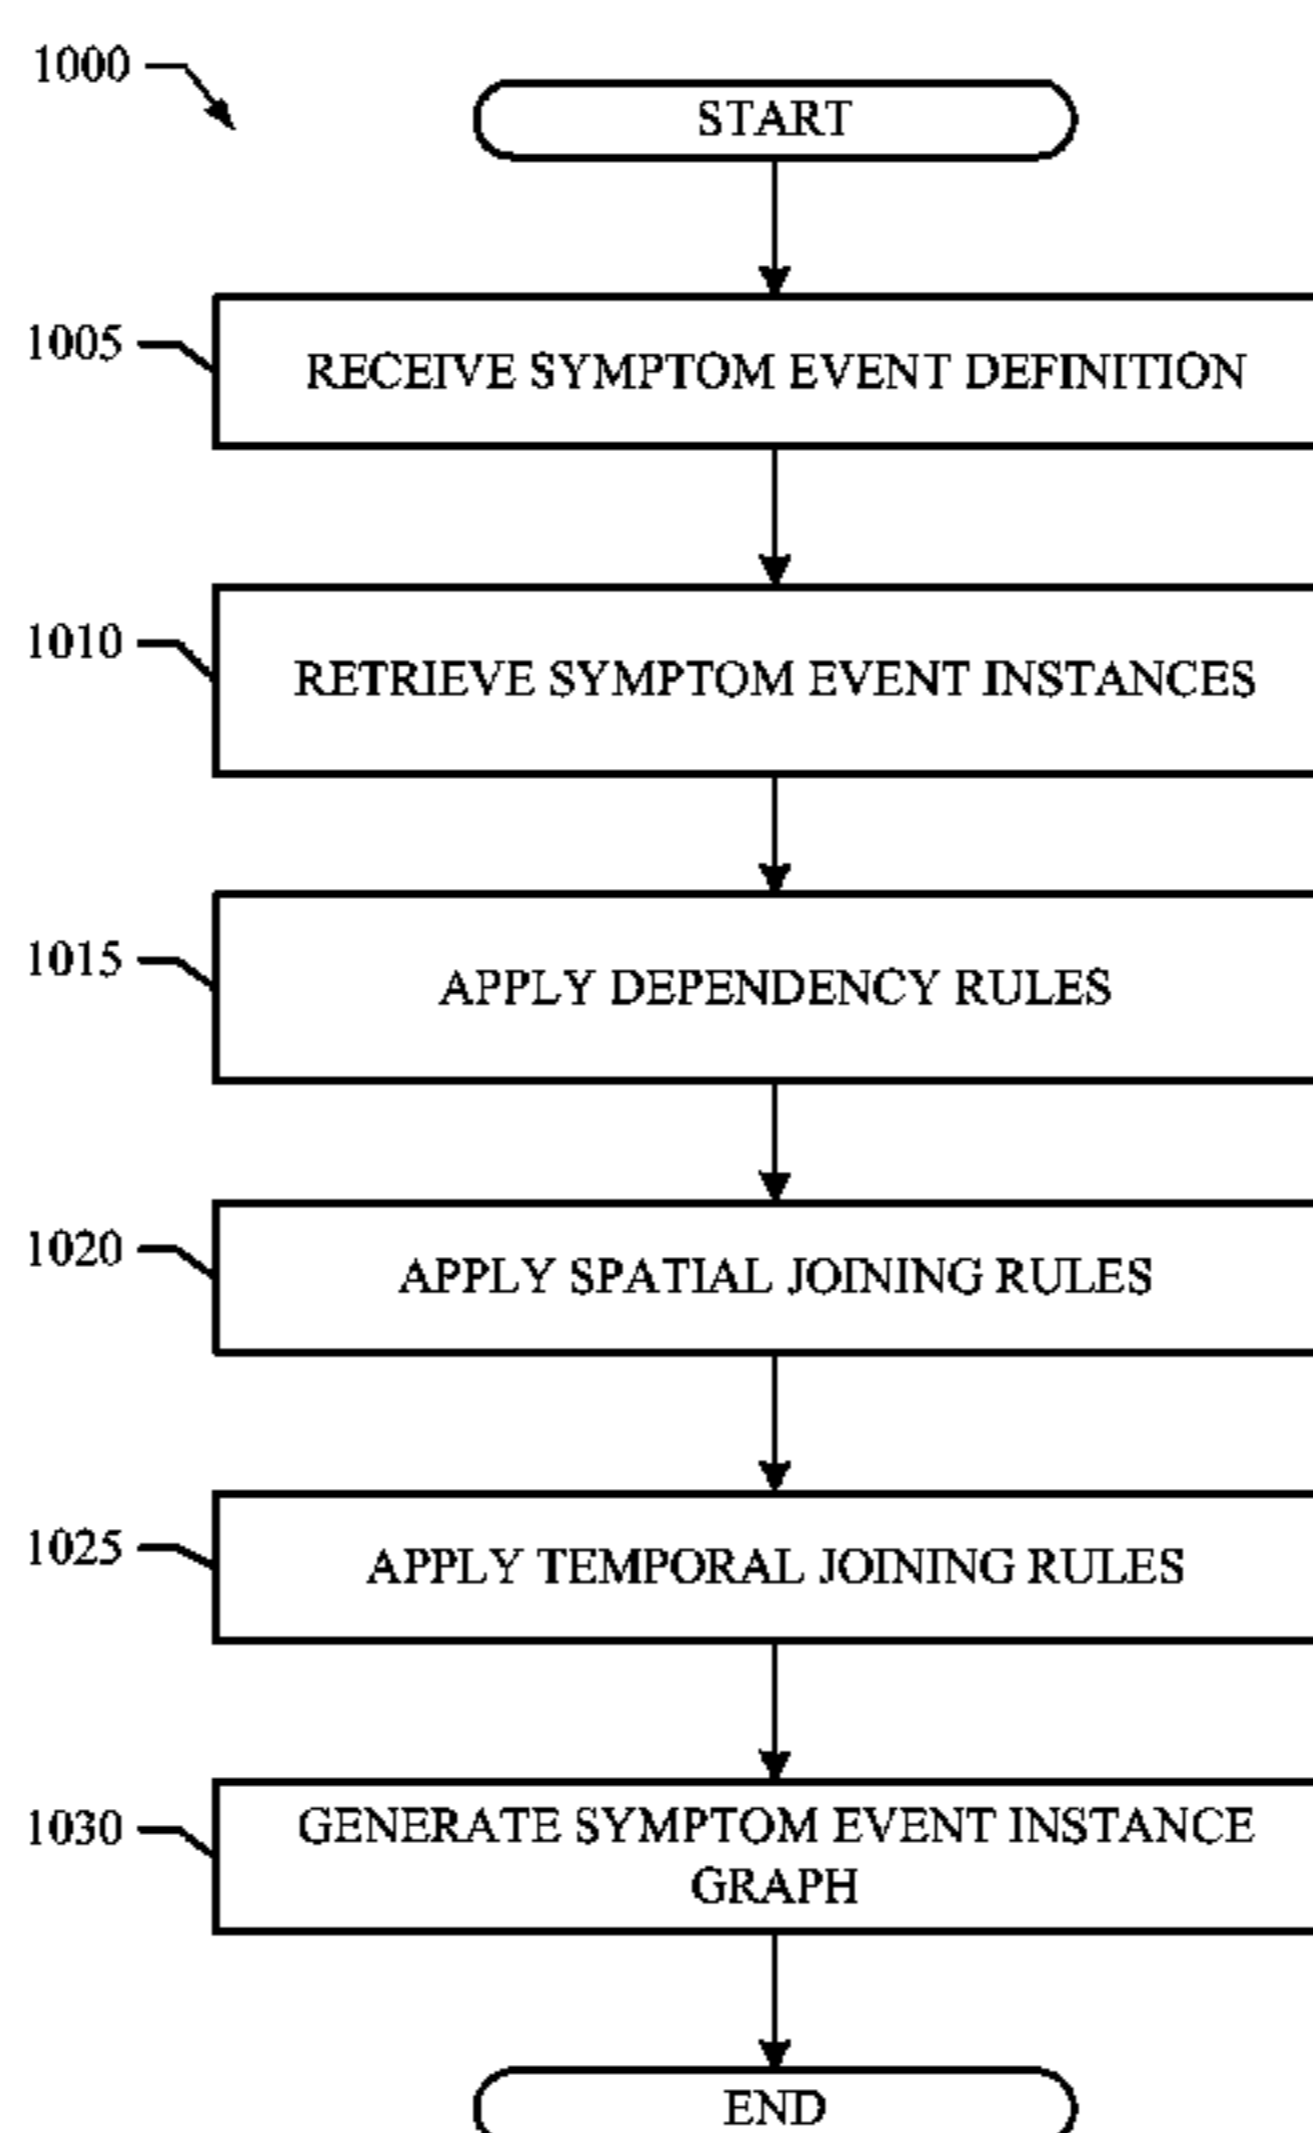 1000
START
1005
RECEIVE SYMPTOM EVENT DEFINITION
1010
RETRIEVE SYMPTOM EVENT INSTANCES
1015
APPLY DEPENDENCY RULES
1020
APPLY SPATIAL JOINING RULES
1025
APPLY TEMPORAL JOINING RULES
1030
GENERATE SYMPTOM EVENT INSTANCE
GRAPH
END